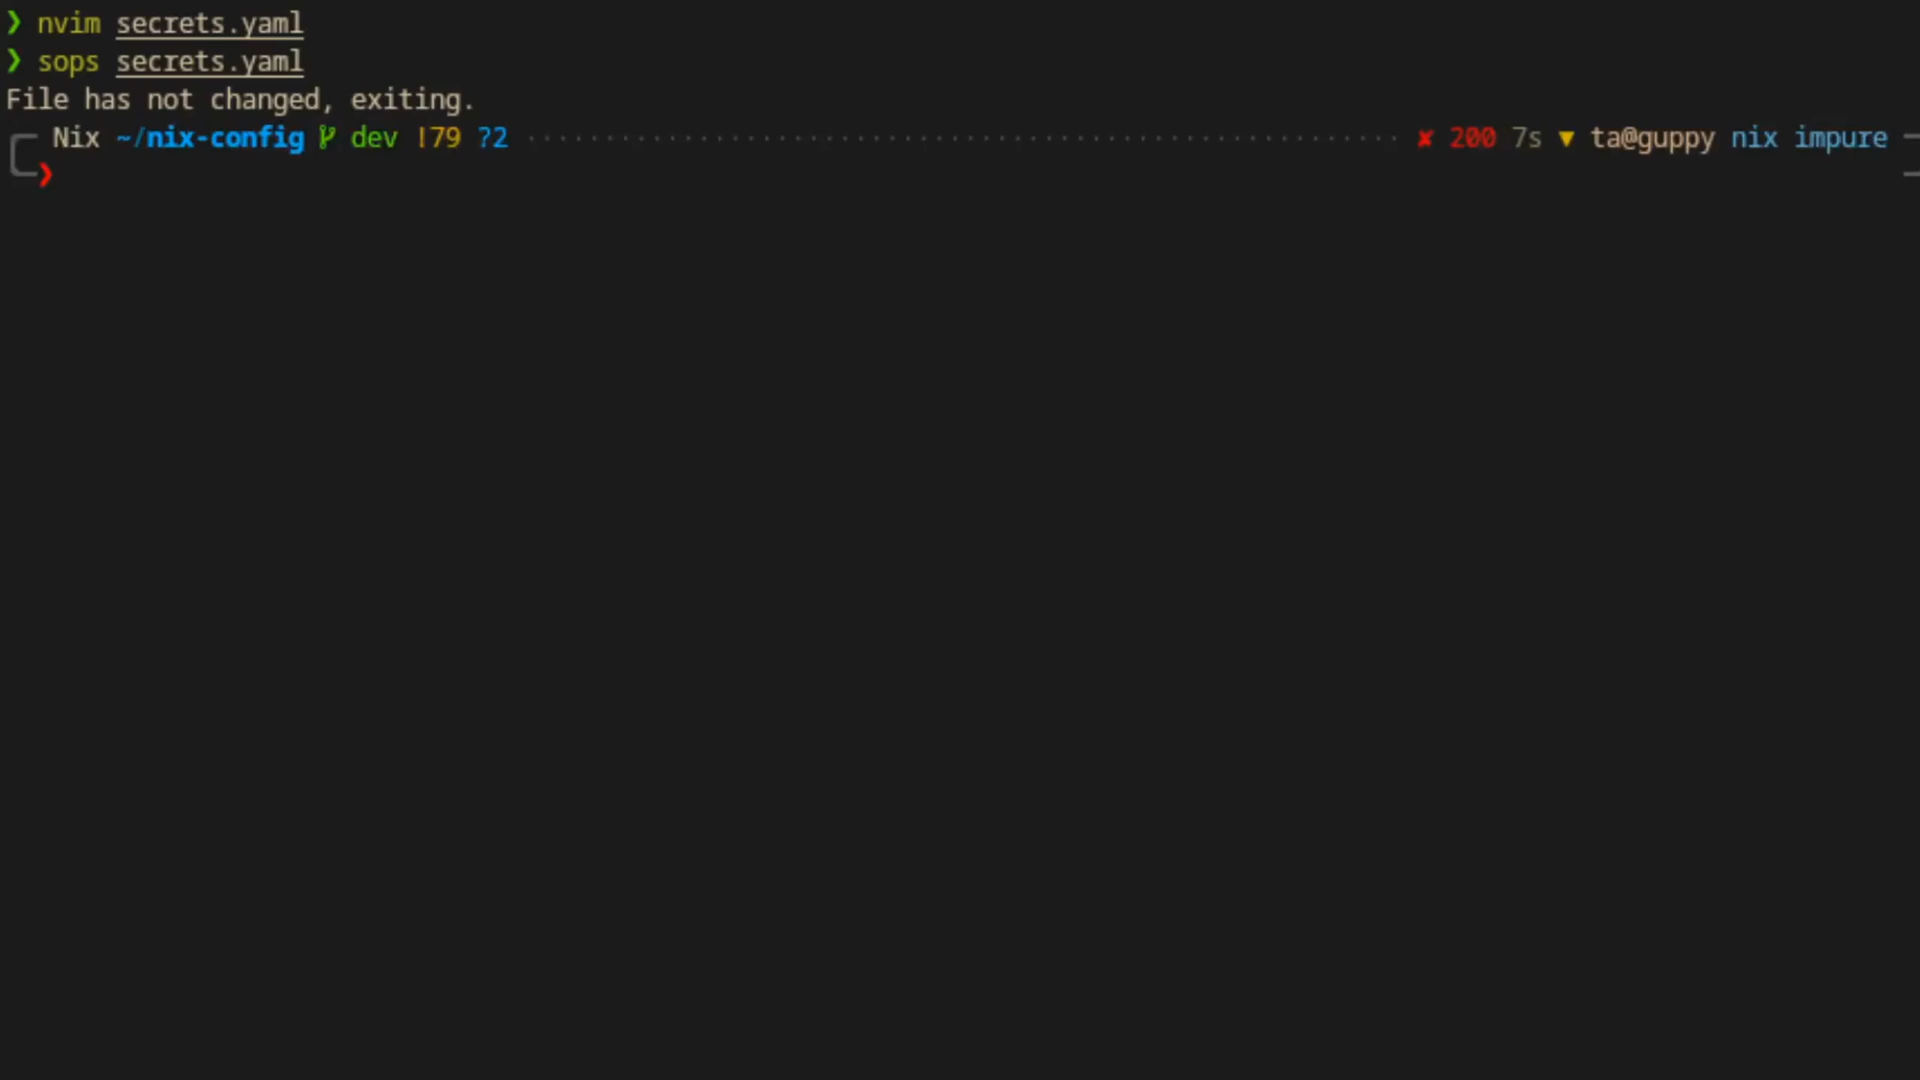 ❯ nvim secrets.yaml
❯ sops secrets.yaml
File has not changed, exiting.
Nix ~/nix-config dev !79 ?2 ✘ 200 7s ▼ ta@guppy nix impure
❯